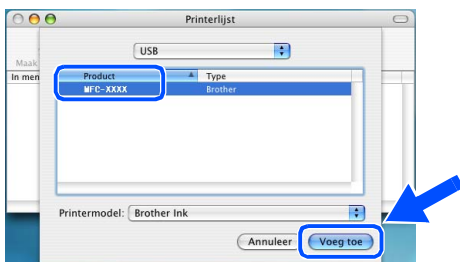 Printerlijst
USB
Maak
In men
Product Type
MFC-XXXX Brother
Printermodel: Brother Ink
Annuleer Voeg toe